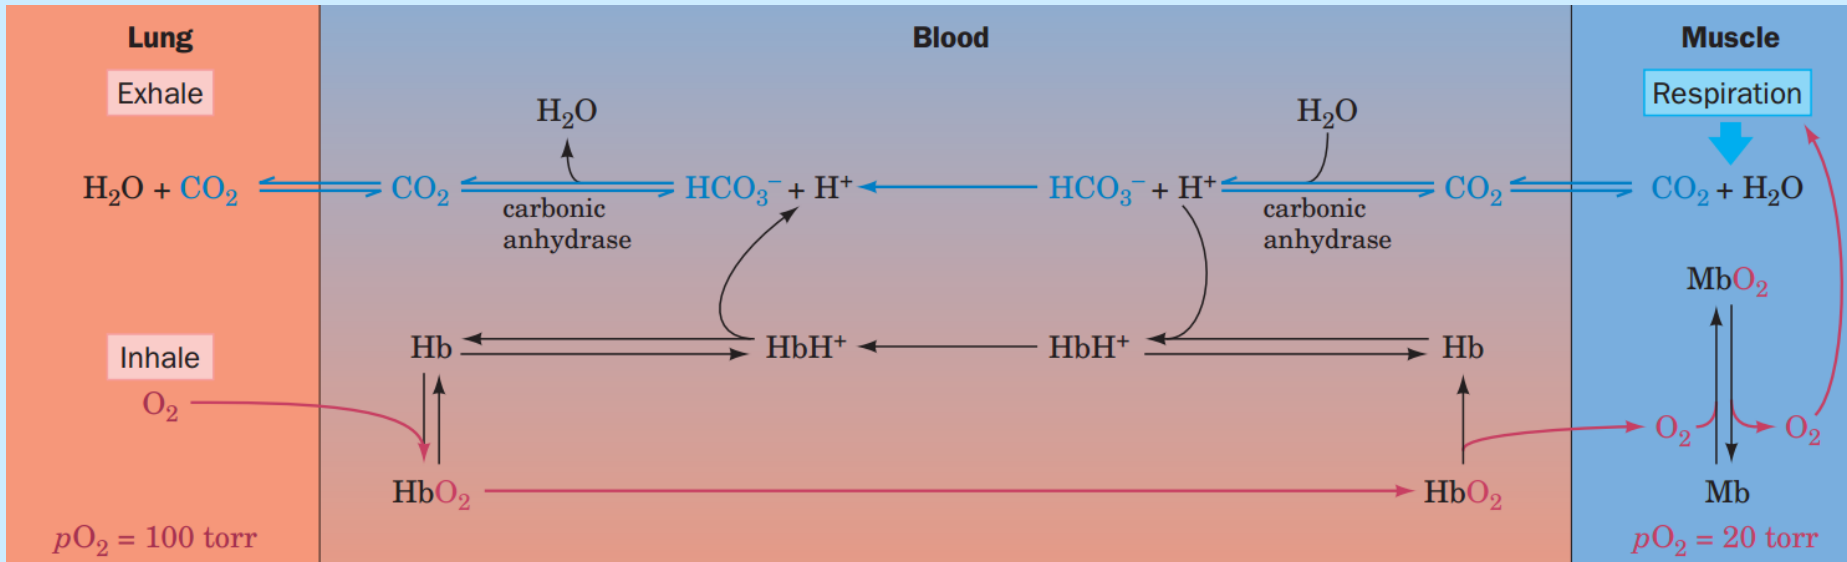 Lung Blood Muscle
Exhale Respiration
H₂O H₂O
H₂O + CO₂ CO₂ HCO₃⁻ + H⁺ HCO₃⁻ + H⁺ CO₂ CO₂ + H₂O
carbonic carbonic
anhydrase anhydrase
MbO₂
Inhale Hb HbH⁺ HbH⁺ Hb
O₂ O₂ O₂
HbO₂ HbO₂ Mb
pO₂ = 100 torr pO₂ = 20 torr